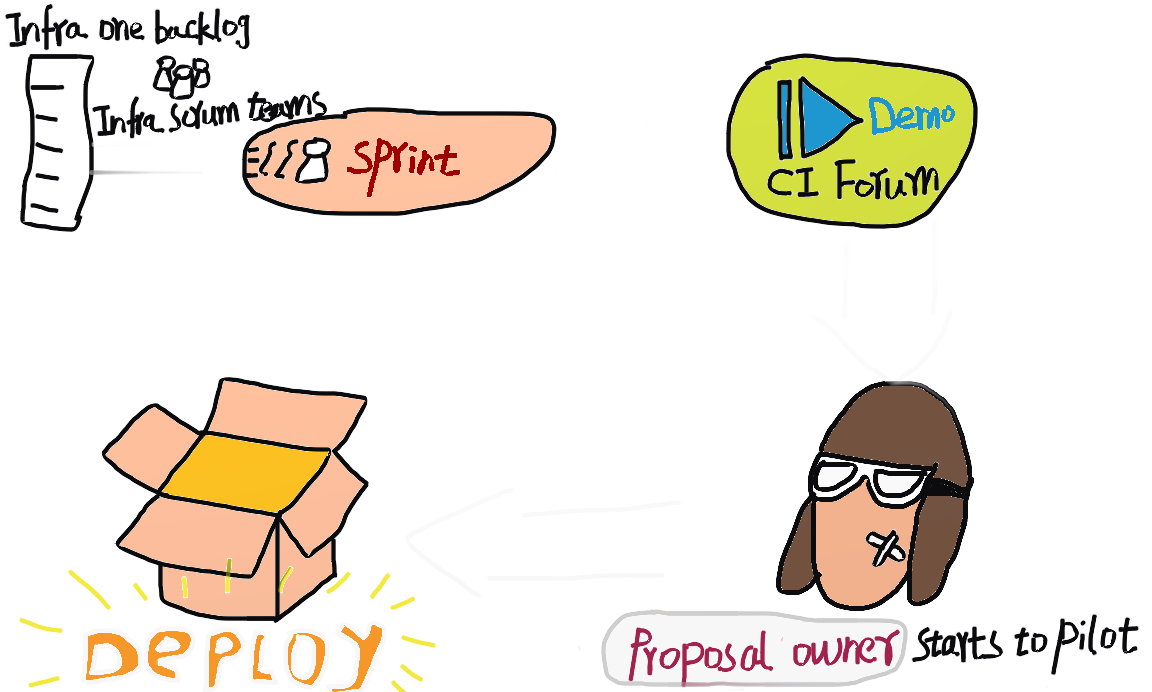 Infra one backlog
Infra scrum teams
Sprint
Demo
CI Forum
Deploy
Proposal owner starts to pilot